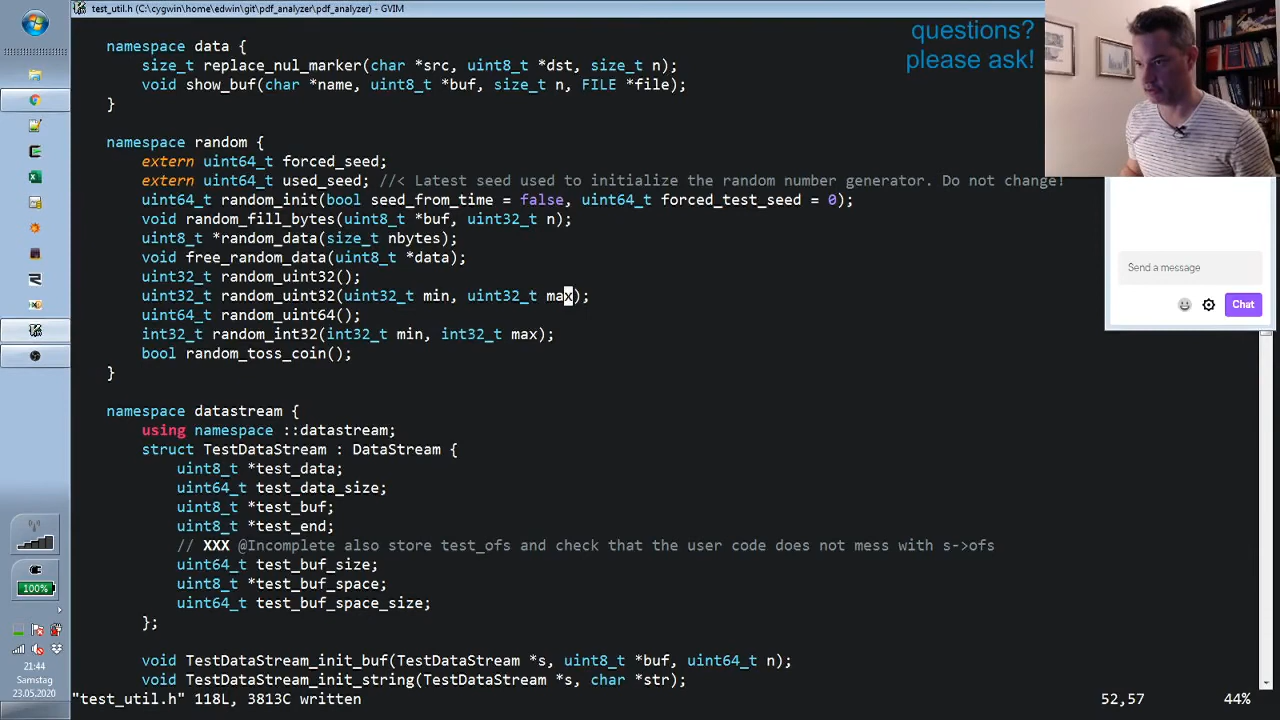 test_util.h (C:\cygwin\home\edwin\git\pdf_analyzer\pdf_analyzer) - GVIM
questions?
please ask!
namespace data {
size_t replace_nul_marker(char *src, uint8_t *dst, size_t n);
void show_buf(char *name, uint8_t *buf, size_t n, FILE *file);
}
namespace random {
extern uint64_t forced_seed;
extern uint64_t used_seed; //< Latest seed used to initialize the random number generator. Do not change!
uint64_t random_init(bool seed_from_time = false, uint64_t forced_test_seed = 0);
void random_fill_bytes(uint8_t *buf, uint32_t n);
uint8_t *random_data(size_t nbytes);
void free_random_data(uint8_t *data);
uint32_t random_uint32();
uint32_t random_uint32(uint32_t min, uint32_t max);
uint64_t random_uint64();
int32_t random_int32(int32_t min, int32_t max);
bool random_toss_coin();
}
namespace datastream {
using namespace ::datastream;
struct TestDataStream : DataStream {
uint8_t *test_data;
uint64_t test_data_size;
uint8_t *test_buf;
uint8_t *test_end;
// XXX @Incomplete also store test_ofs and check that the user code does not mess with s->ofs
uint64_t test_buf_size;
uint8_t *test_buf_space;
uint64_t test_buf_space_size;
};
void TestDataStream_init_buf(TestDataStream *s, uint8_t *buf, uint64_t n);
void TestDataStream_init_string(TestDataStream *s, char *str);
"test_util.h" 118L, 3813C written
52,57
44%
Send a message
Chat
100%
21:44
Samstag
23.05.2020